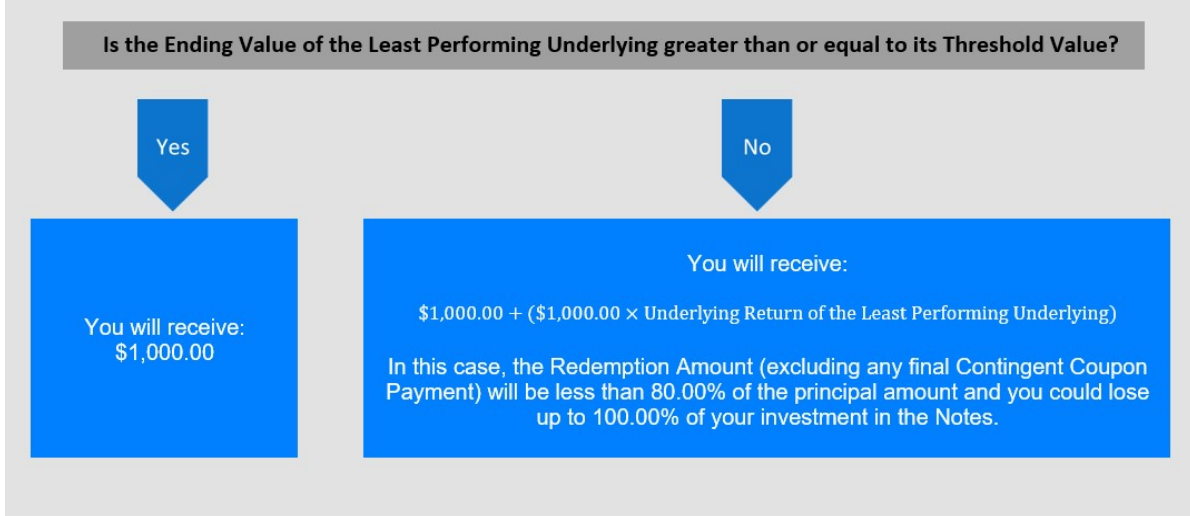 Is the Ending Value of the Least Performing Underlying greater than or equal to its Threshold Value?
Yes
No
You will receive:
$1,000.00
You will receive:
$1,000.00 + ($1,000.00 × Underlying Return of the Least Performing Underlying)
In this case, the Redemption Amount (excluding any final Contingent Coupon
Payment) will be less than 80.00% of the principal amount and you could lose
up to 100.00% of your investment in the Notes.